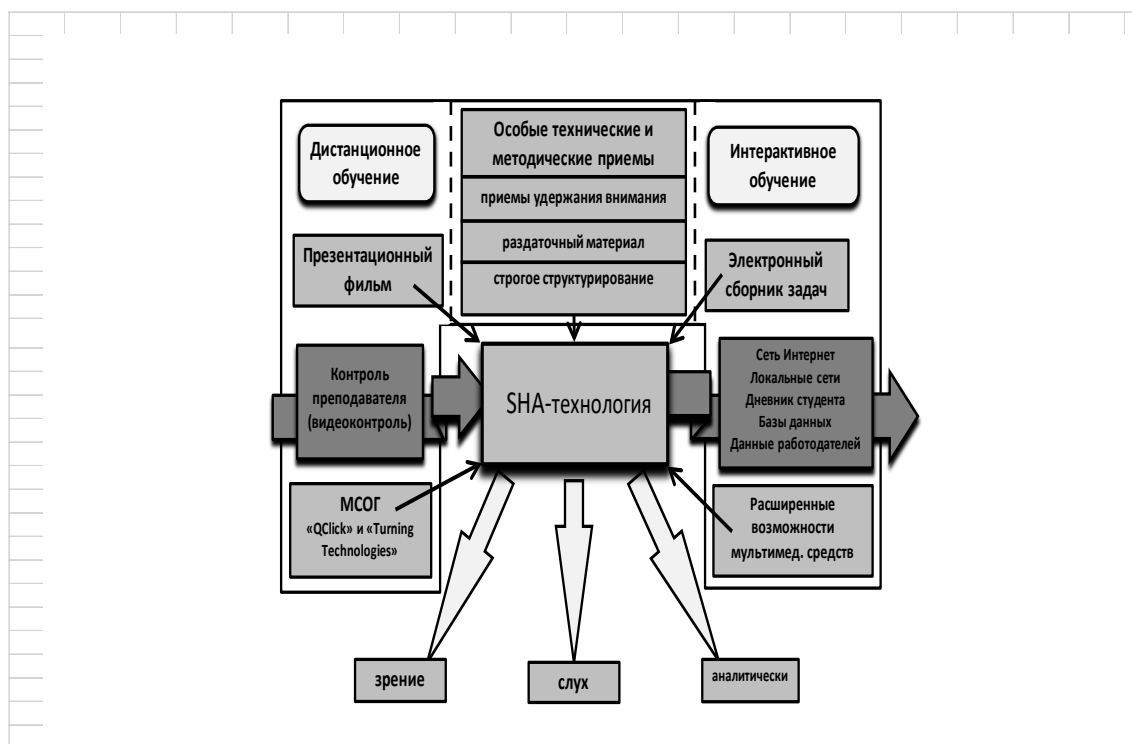 Дистанционное
обучение
Особые технические и
методические приемы
приемы удержания внимания
раздаточный материал
строгое структурирование
Интерактивное
обучение
Презентационный
фильм
Электронный
сборник задач
Контроль
преподавателя
(видеоконтроль)
SHA-технология
Сеть Интернет
Локальные сети
Дневник студента
Базы данных
Данные работодателей
МСОГ
«QClick» и «Turning
Technologies»
Расширенные
возможности
мультимед. средств
зрение
слух
аналитически